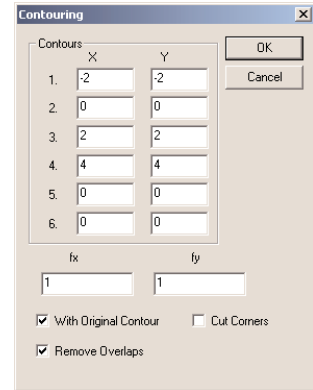 Contouring
Contours
X Y
OK
1. -2 -2
Cancel
2. 0 0
3. 2 2
4. 4 4
5. 0 0
6. 0 0
fx fy
1 1
With Original Contour Cut Corners
Remove Overlaps